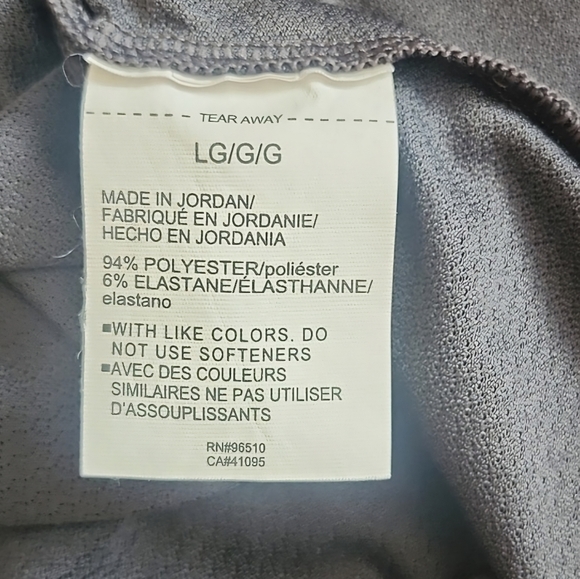 TEAR AWAY
LG/G/G
MADE IN JORDAN/
FABRIQUÉ EN JORDANIE/
HECHO EN JORDANIA
94% POLYESTER/poliéster
6% ELASTANE/ÉLASTHANNE/
elastano
▪WITH LIKE COLORS. DO
NOT USE SOFTENERS
▪AVEC DES COULEURS
SIMILAIRES NE PAS UTILISER
D'ASSOUPLISSANTS
RN#96510
CA#41095